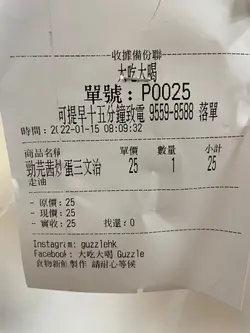 收據備份聯
大吃大喝
單號：P0025
可提早十五分鐘致電 9559-8588 落單
時間：2022-01-15 08:09:32
商品名稱 單價 數量 小計
勁芫茜炒蛋三文治 25 1 25
走油
- 原價：25
- 現價：25
- 實收：25 找還：0
Instagram: guzzlehk
Facebook: 大吃大喝 Guzzle
食物新鮮製作 請耐心等候